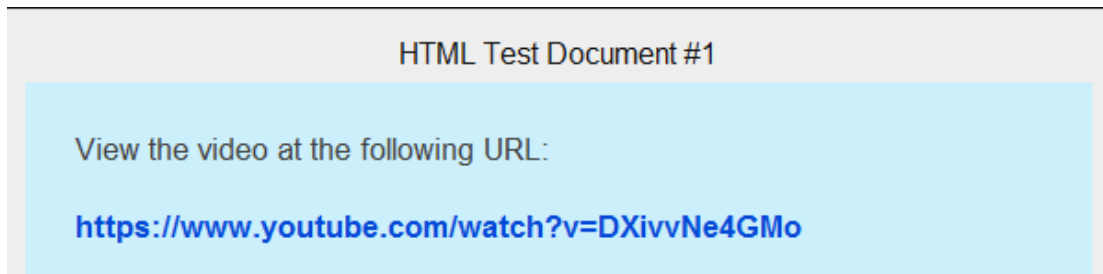 HTML Test Document #1
View the video at the following URL:
https://www.youtube.com/watch?v=DXivvNe4GMo